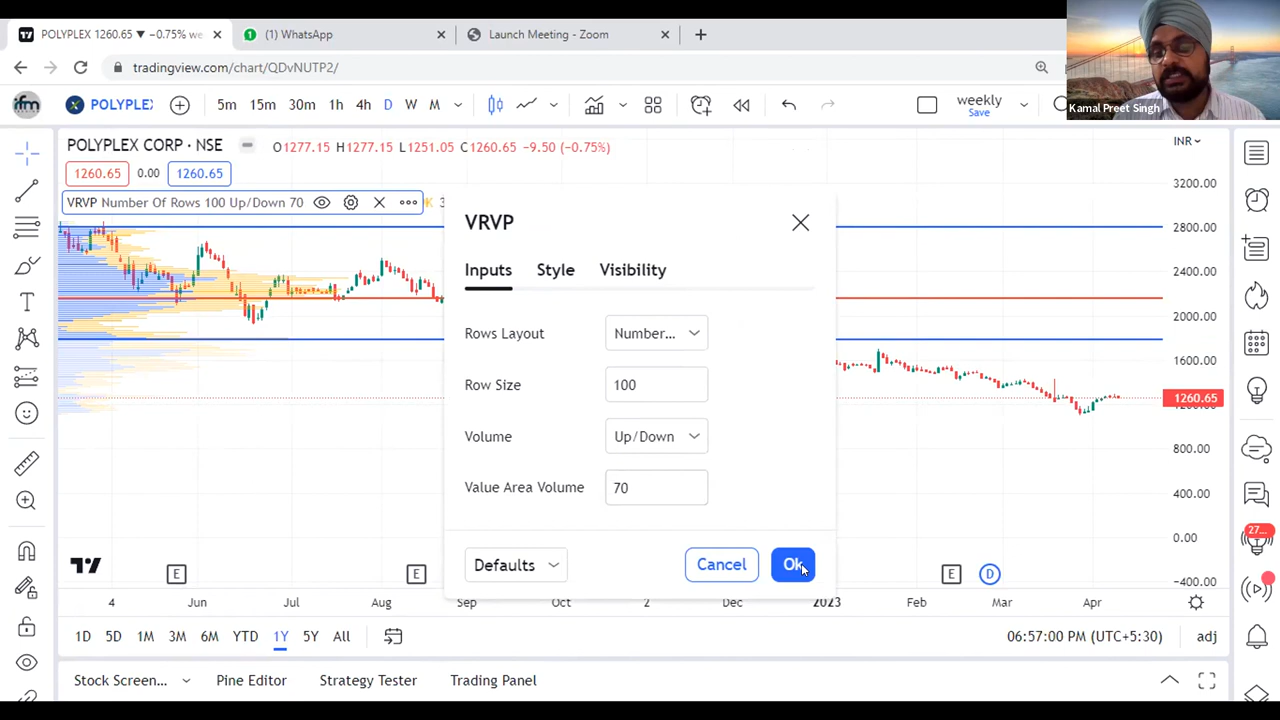 POLYPLEX 1260.65 ▼ −0.75% we
(1) WhatsApp
Launch Meeting - Zoom
tradingview.com/chart/QDvNUTP2/
Kamal Preet Singh
ifm
POLYPLEX
5m 15m 30m 1h 4h D W M
weekly
Save
POLYPLEX CORP · NSE
O1277.15 H1277.15 L1251.05 C1260.65 −9.50 (−0.75%)
INR
1260.65 0.00 1260.65
VRVP Number Of Rows 100 Up/Down 70
K 3
3200.00
2800.00
2400.00
2000.00
1600.00
1260.65
800.00
400.00
0.00
−400.00
VRVP
Inputs Style Visibility
Rows Layout Number...
Row Size 100
Volume Up/Down
Value Area Volume 70
Defaults Cancel Ok
27...
E E E D
4 Jun Jul Aug Sep Oct 2 Dec 2023 Feb Mar Apr
1D 5D 1M 3M 6M YTD 1Y 5Y All
06:57:00 PM (UTC+5:30) adj
Stock Screen... Pine Editor Strategy Tester Trading Panel